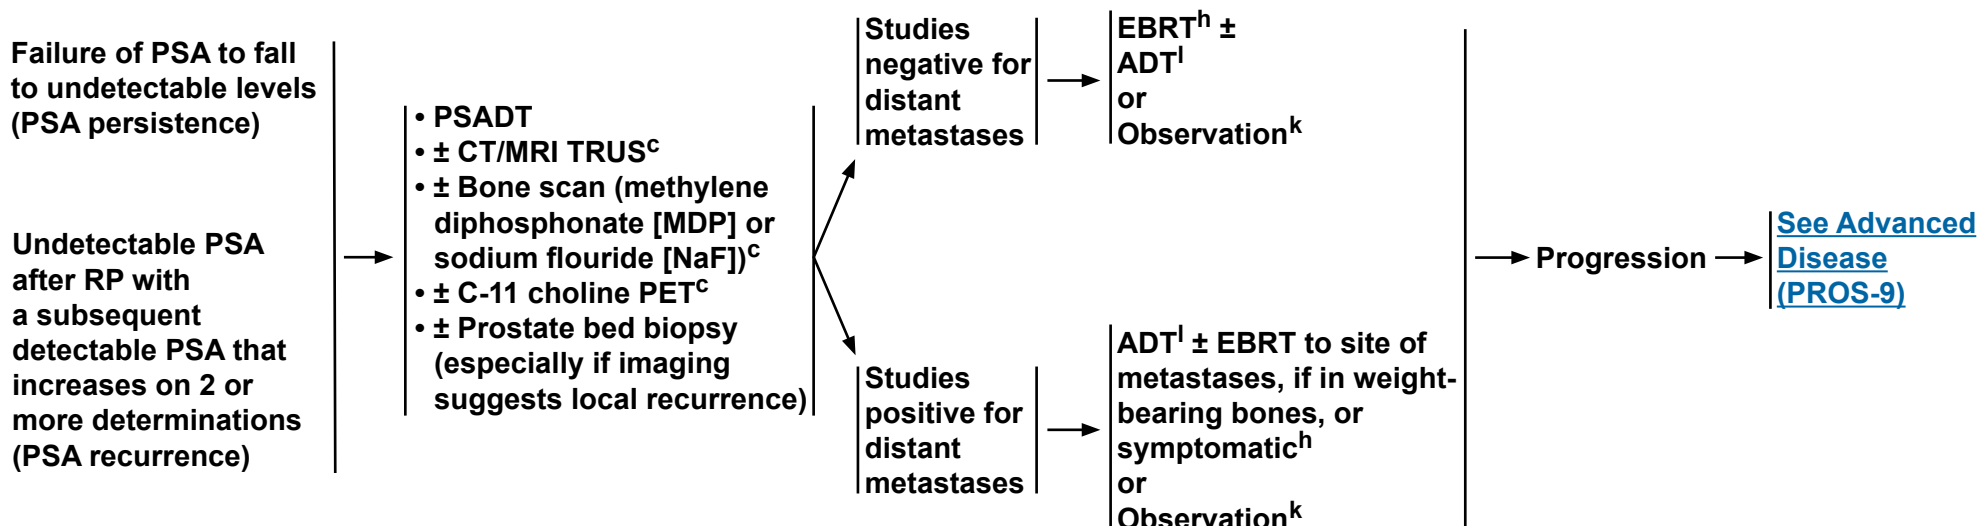 Failure of PSA to fall
to undetectable levels
(PSA persistence)
Undetectable PSA
after RP with
a subsequent
detectable PSA that
increases on 2 or
more determinations
(PSA recurrence)
• PSADT
• ± CT/MRI TRUSc
• ± Bone scan (methylene
diphosphonate [MDP] or
sodium flouride [NaF])c
• ± C-11 choline PETc
• ± Prostate bed biopsy
(especially if imaging
suggests local recurrence)
Studies
negative for
distant
metastases
EBRTh ±
ADTl
or
Observationk
Studies
positive for
distant
metastases
ADTl ± EBRT to site of
metastases, if in weight-
bearing bones, or
symptomatich
or
Observationk
Progression
See Advanced
Disease
(PROS-9)